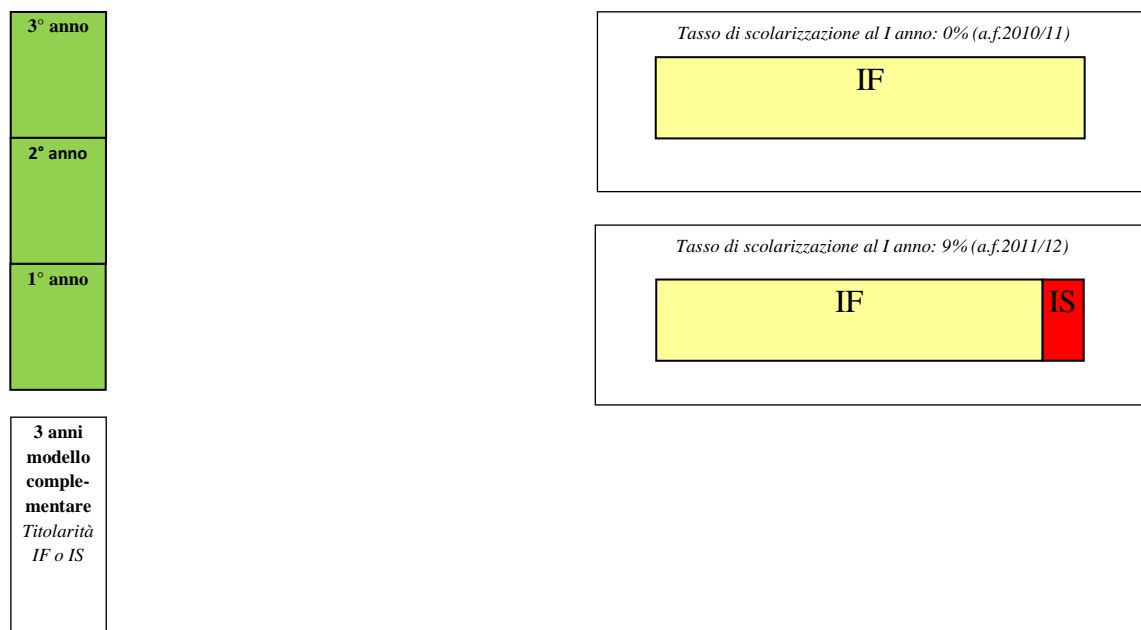 3° anno
2° anno
1° anno
3 anni
modello
comple-
mentare
Titolarità
IF o IS
Tasso di scolarizzazione al I anno: 0% (a.f.2010/11)
IF
Tasso di scolarizzazione al I anno: 9% (a.f.2011/12)
IF IS